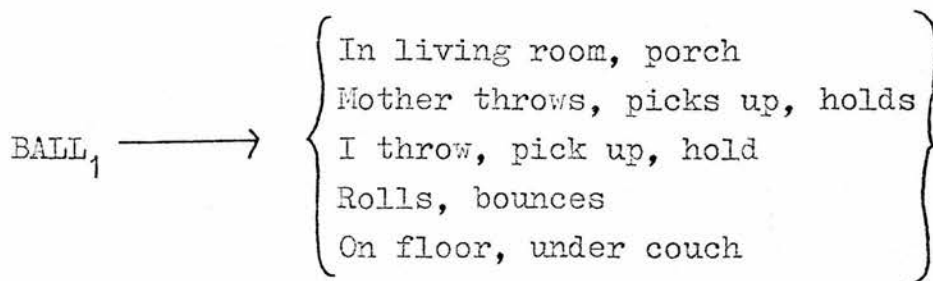 In living room, porch
Mother throws, picks up, holds
BALL₁ ⟶ I throw, pick up, hold
Rolls, bounces
On floor, under couch